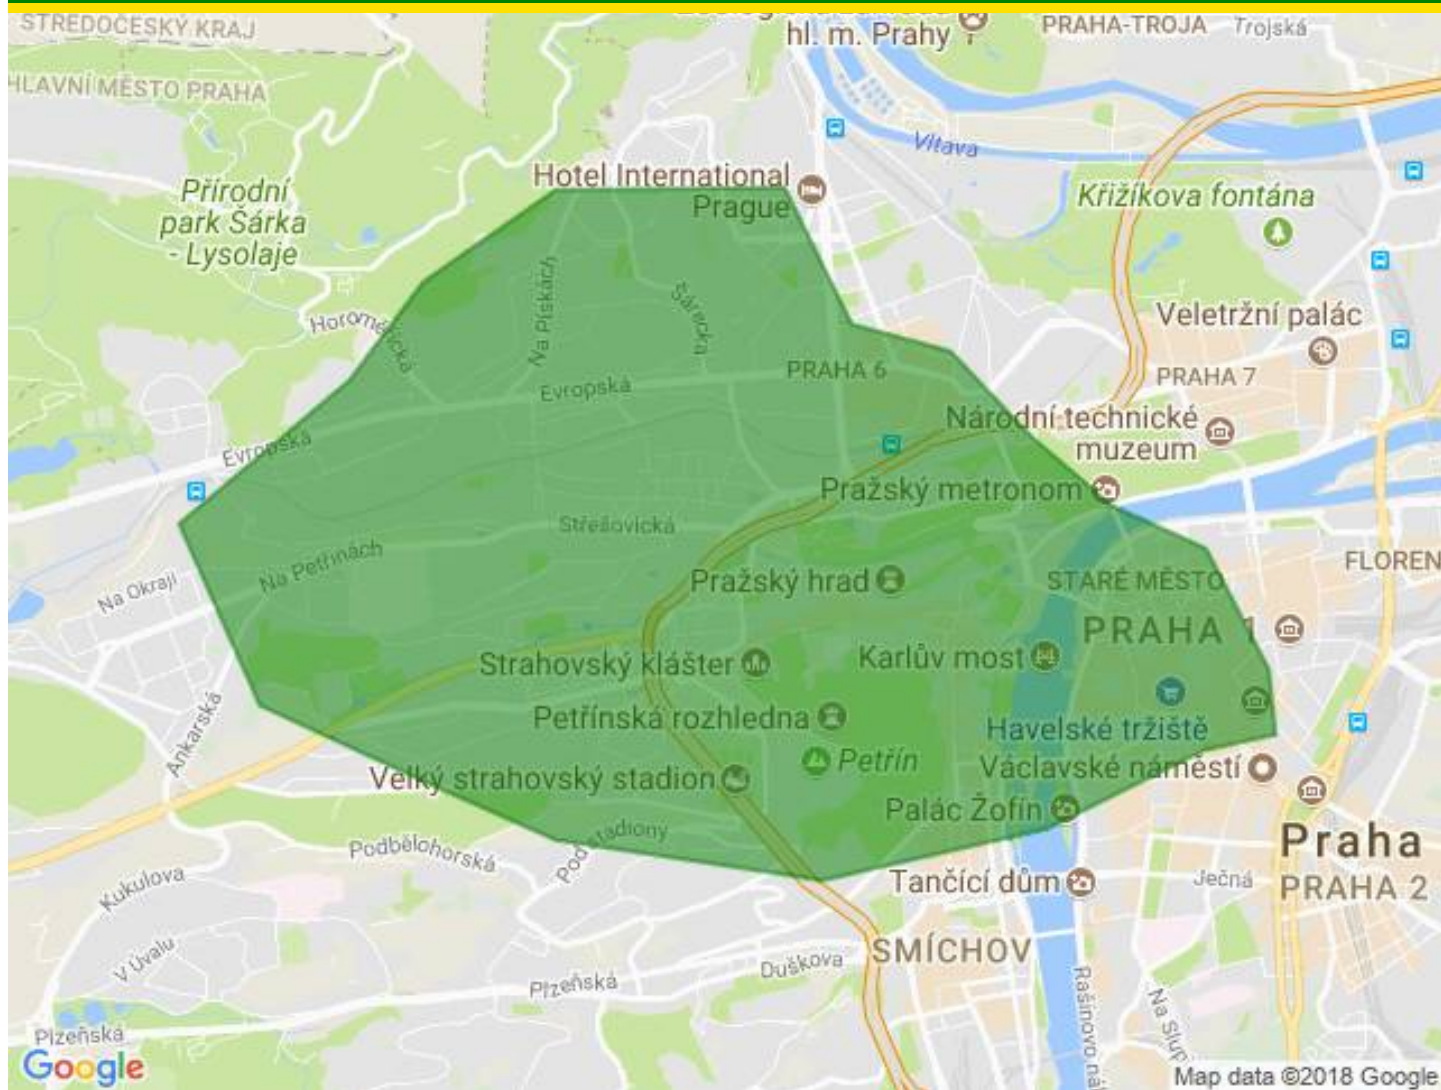 STŘEDOČESKÝ KRAJ
hl. m. Prahy
PRAHA-TROJA
Trojská
HLAVNÍ MĚSTO PRAHA
Vltava
Hotel International
Prague
Přírodní
park Šárka
- Lysolaje
Křižíkova fontána
Na Pískách
Šárecka
Horoměřická
Veletržní palác
PRAHA 6
PRAHA 7
Evropská
Národní technické
muzeum
Evropská
Pražský metronom
Střešovická
Na Petřinách
Na Okraji
Pražský hrad
STARÉ MĚSTO
FLOREN
PRAHA 1
Karlův most
Strahovský klášter
Petřínská rozhledna
Havelské tržiště
Ankarská
Petřín
Václavské náměstí
Velký strahovský stadion
Palác Žofín
Pod stadiony
Podbělohorská
Praha
PRAHA 2
Kukulova
Tančící dům
Ječná
SMÍCHOV
V Úvalu
Duškova
Plzeňská
Rašínovo ná
Na Slup
Plzeňská
Google
Map data ©2018 Google